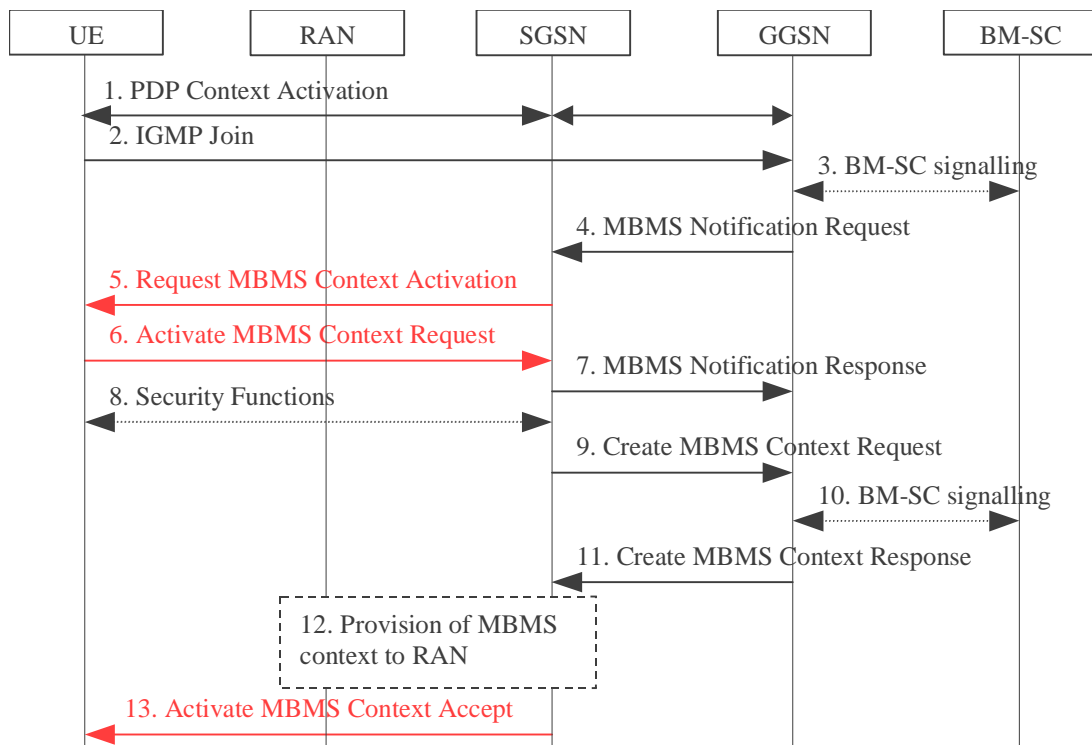 UE
RAN
SGSN
GGSN
BM-SC
1. PDP Context Activation
2. IGMP Join
3. BM-SC signalling
4. MBMS Notification Request
5. Request MBMS Context Activation
6. Activate MBMS Context Request
7. MBMS Notification Response
8. Security Functions
9. Create MBMS Context Request
10. BM-SC signalling
11. Create MBMS Context Response
12. Provision of MBMS
context to RAN
13. Activate MBMS Context Accept